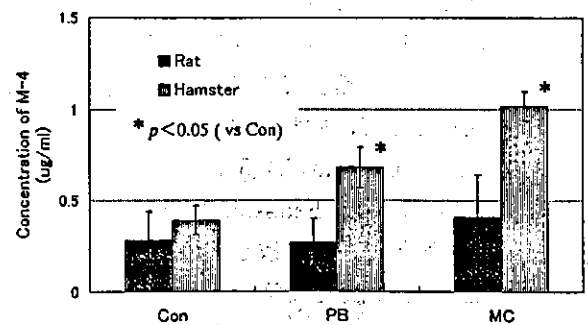 Concentration of M-4
(ug/ml)
1.5
1
0.5
0
Rat
Hamster
* p<0.05 ( vs Con)
*
*
Con
PB
MC